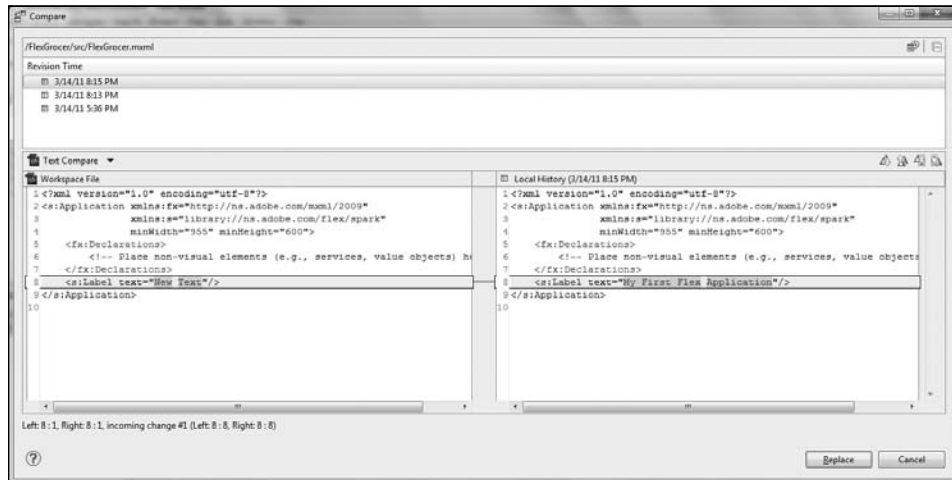 Compare
/FlexGrocer/src/FlexGrocer.mxml
Revision Time
3/14/11 8:15 PM
3/14/11 8:13 PM
3/14/11 5:36 PM
Text Compare
Workspace File
1 <?xml version="1.0" encoding="utf-8"?>
2 <s:Application xmlns:fx="http://ns.adobe.com/mxml/2009"
3 xmlns:s="library://ns.adobe.com/flex/spark"
4 minWidth="955" minHeight="600">
5 <fx:Declarations>
6 <!-- Place non-visual elements (e.g., services, value objects) he
7 </fx:Declarations>
8 <s:Label text="New Text"/>
9 </s:Application>
10
Local History (3/14/11 8:15 PM)
1 <?xml version="1.0" encoding="utf-8"?>
2 <s:Application xmlns:fx="http://ns.adobe.com/mxml/2009"
3 xmlns:s="library://ns.adobe.com/flex/spark"
4 minWidth="955" minHeight="600">
5 <fx:Declarations>
6 <!-- Place non-visual elements (e.g., services, value objects
7 </fx:Declarations>
8 <s:Label text="My First Flex Application"/>
9 </s:Application>
10
Left: 8 : 1, Right: 8 : 1, incoming change #1 (Left: 8 : 8, Right: 8 : 8)
Replace
Cancel